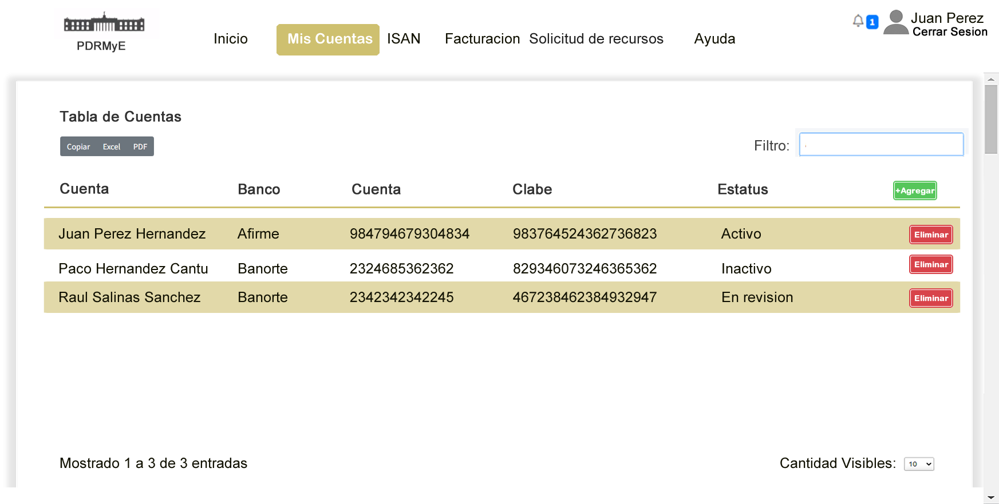 PDRMyE
Inicio Mis Cuentas ISAN Facturacion Solicitud de recursos Ayuda
1
Juan Perez
Cerrar Sesion
Tabla de Cuentas
Copiar Excel PDF
Filtro:
Cuenta Banco Cuenta Clabe Estatus +Agregar
Juan Perez Hernandez Afirme 984794679304834 983764524362736823 Activo Eliminar
Paco Hernandez Cantu Banorte 2324685362362 829346073246365362 Inactivo Eliminar
Raul Salinas Sanchez Banorte 2342342342245 467238462384932947 En revision Eliminar
Mostrado 1 a 3 de 3 entradas
Cantidad Visibles: 10